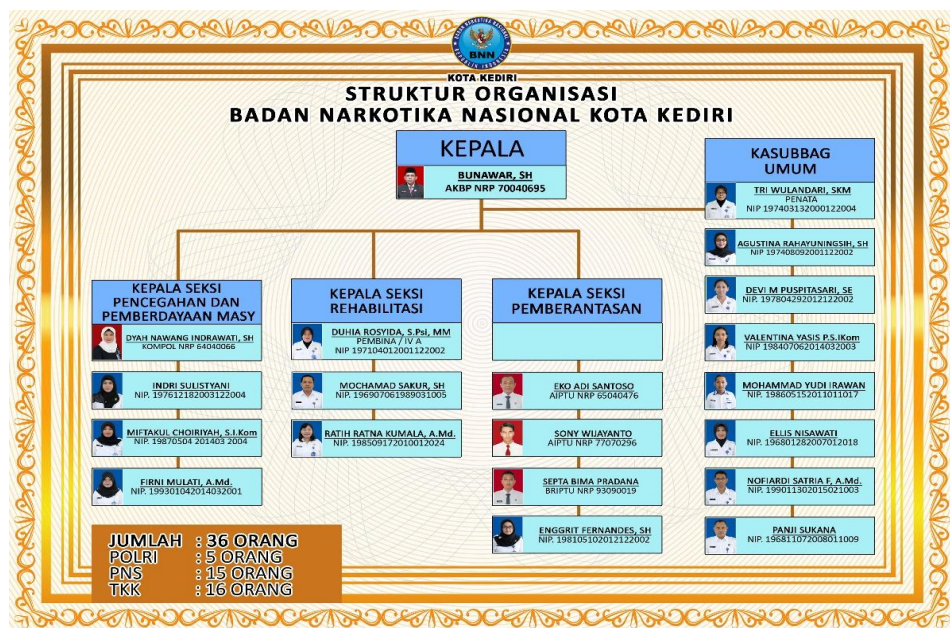 BADAN NARKOTIKA NASIONAL
BNN
REPUBLIK INDONESIA
KOTA KEDIRI
STRUKTUR ORGANISASI
BADAN NARKOTIKA NASIONAL KOTA KEDIRI
KEPALA
BUNAWAR, SH
AKBP NRP 70040695
KASUBBAG
UMUM
TRI WULANDARI, SKM
PENATA
NIP 197403132000122004
AGUSTINA RAHAYUNINGSIH, SH
NIP 197408092001122002
DEVI M PUSPITASARI, SE
NIP. 197804292012122002
VALENTINA YASIS P.S.IKom
NIP. 198407062014032003
MOHAMMAD YUDI IRAWAN
NIP. 198605152011011017
ELLIS NISAWATI
NIP. 196801282007012018
NOFIARDI SATRIA F, A.Md.
NIP. 199011302015021003
PANJI SUKANA
NIP. 196811072008011009
KEPALA SEKSI
PENCEGAHAN DAN
PEMBERDAYAAN MASY
DYAH NAWANG INDRAWATI, SH
KOMPOL NRP 64040066
INDRI SULISTYANI
NIP. 197612182003122004
MIFTAKUL CHOIRIYAH, S.I.Kom
NIP. 19870504 201403 2004
FIRNI MULATI, A.Md.
NIP. 199301042014032001
KEPALA SEKSI
REHABILITASI
DUHIA ROSYIDA, S.Psi, MM
PEMBINA / IV A
NIP 197104012001122002
MOCHAMAD SAKUR, SH
NIP. 196907061989031005
RATIH RATNA KUMALA, A.Md.
NIP. 198509172010012024
KEPALA SEKSI
PEMBERANTASAN
EKO ADI SANTOSO
AIPTU NRP 65040476
SONY WIJAYANTO
AIPTU NRP 77070296
SEPTA BIMA PRADANA
BRIPTU NRP 93090019
ENGGRIT FERNANDES, SH
NIP. 198105102012122002
JUMLAH : 36 ORANG
POLRI : 5 ORANG
PNS : 15 ORANG
TKK : 16 ORANG